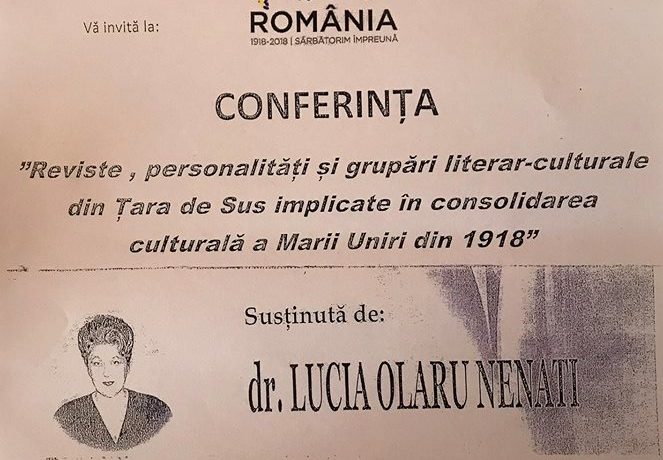 Vă invită la:
ROMÂNIA
1918-2018 | SĂRBĂTORIM ÎMPREUNĂ
CONFERINȚA
”Reviste , personalități și grupări literar-culturale
din Țara de Sus implicate în consolidarea
culturală a Marii Uniri din 1918”
Susținută de:
dr. LUCIA OLARU NENATI